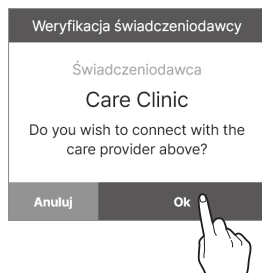 Weryfikacja świadczeniodawcy
Świadczeniodawca
Care Clinic
Do you wish to connect with the
care provider above?
Anuluj Ok